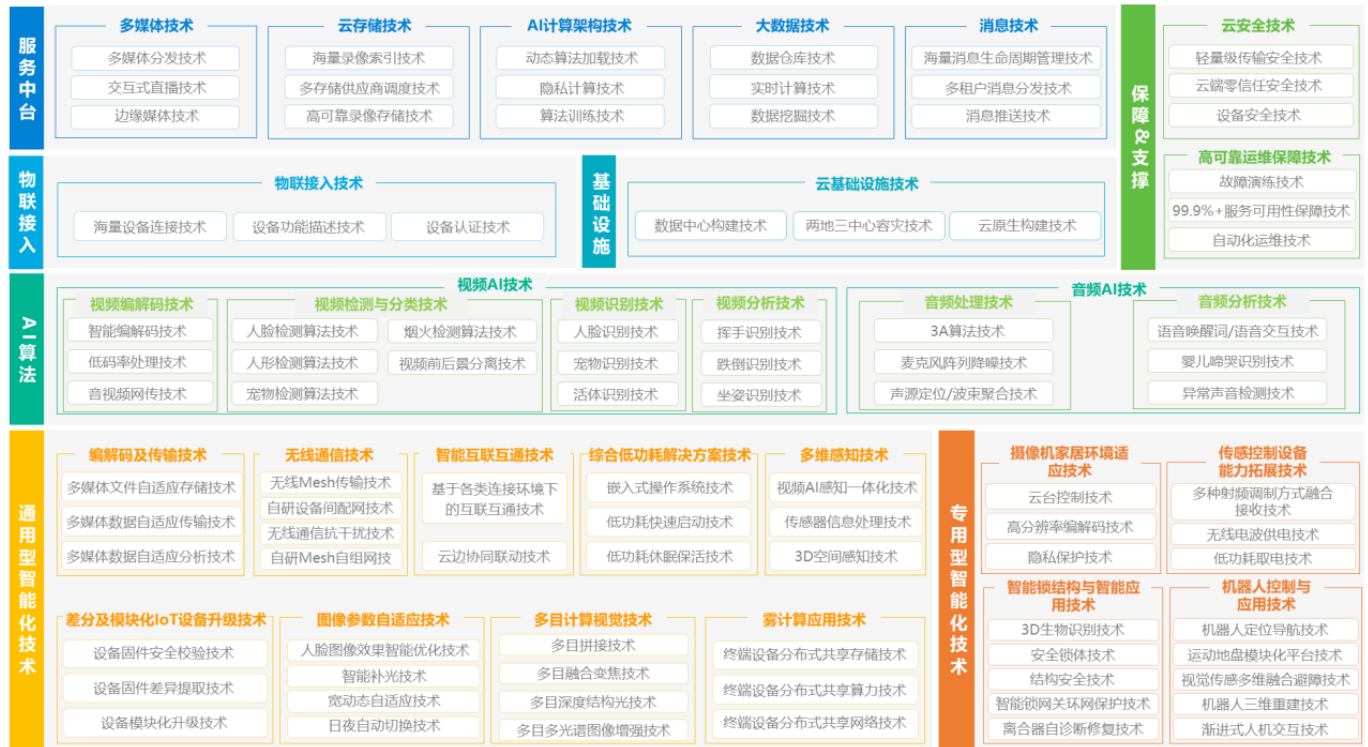 服务中台
多媒体技术
多媒体分发技术
交互式直播技术
边缘媒体技术
云存储技术
海量录像索引技术
多存储供应商调度技术
高可靠录像存储技术
AI计算架构技术
动态算法加载技术
隐私计算技术
算法训练技术
大数据技术
数据仓库技术
实时计算技术
数据挖掘技术
消息技术
海量消息生命周期管理技术
多租户消息分发技术
消息推送技术
保障&支撑
云安全技术
轻量级传输安全技术
云端零信任安全技术
设备安全技术
高可靠运维保障技术
故障演练技术
99.9%+服务可用性保障技术
自动化运维技术
物联接入
物联接入技术
海量设备连接技术
设备功能描述技术
设备认证技术
基础设施
云基础设施技术
数据中心构建技术
两地三中心容灾技术
云原生构建技术
AI算法
视频AI技术
视频编解码技术
智能编解码技术
低码率处理技术
音视频网传技术
视频检测与分类技术
人脸检测算法技术
烟火检测算法技术
人形检测算法技术
视频前后景分离技术
宠物检测算法技术
视频识别技术
人脸识别技术
宠物识别技术
活体识别技术
视频分析技术
挥手识别技术
跌倒识别技术
坐姿识别技术
音频AI技术
音频处理技术
3A算法技术
麦克风阵列降噪技术
声源定位/波束聚合技术
音频分析技术
语音唤醒词/语音交互技术
婴儿啼哭识别技术
异常声音检测技术
通用型智能化技术
编解码及传输技术
多媒体文件自适应存储技术
多媒体数据自适应传输技术
多媒体数据自适应分析技术
无线通信技术
无线Mesh传输技术
自研设备间配网技术
无线通信抗干扰技术
自研Mesh自组网技
智能互联互通技术
基于各类连接环境下
的互联互通技术
云边协同联动技术
综合低功耗解决方案技术
嵌入式操作系统技术
低功耗快速启动技术
低功耗休眠保活技术
多维感知技术
视频AI感知一体化技术
传感器信息处理技术
3D空间感知技术
差分及模块化IoT设备升级技术
设备固件安全校验技术
设备固件差异提取技术
设备模块化升级技术
图像参数自适应技术
人脸图像效果智能优化技术
智能补光技术
宽动态自适应技术
日夜自动切换技术
多目计算视觉技术
多目拼接技术
多目融合变焦技术
多目深度结构光技术
多目多光谱图像增强技术
雾计算应用技术
终端设备分布式共享存储技术
终端设备分布式共享算力技术
终端设备分布式共享网络技术
专用型智能化技术
摄像机家居环境适
应技术
云台控制技术
高分辨率编解码技术
隐私保护技术
传感控制设备
能力拓展技术
多种射频调制方式融合
接收技术
无线电波供电技术
低功耗取电技术
智能锁结构与智能应
用技术
3D生物识别技术
安全锁体技术
结构安全技术
智能锁网关环网保护技术
离合器自诊断修复技术
机器人控制与
应用技术
机器人定位导航技术
运动地盘模块化平台技术
视觉传感多维融合避障技术
机器人三维重建技术
渐进式人机交互技术